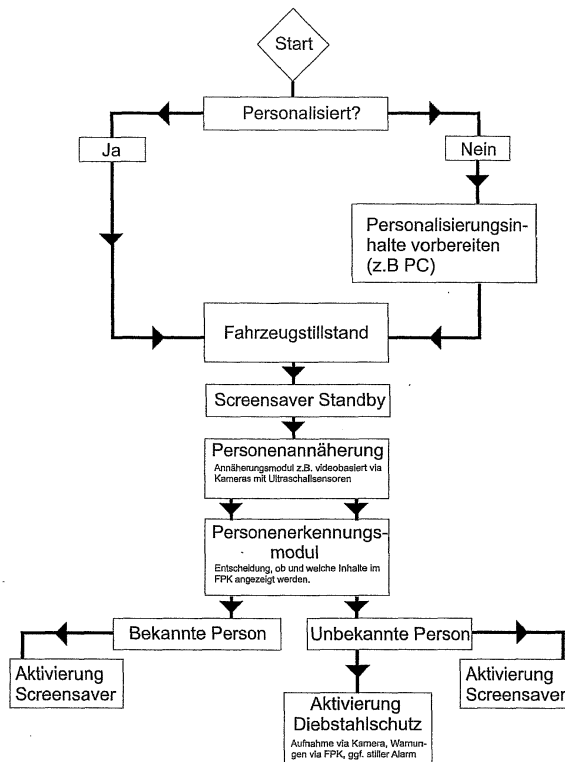 Start
Personalisiert?
Ja
Nein
Personalisierungsin-
halte vorbereiten
(z.B PC)
Fahrzeugstillstand
Screensaver Standby
Personenannäherung
Annäherungsmodul z.B. videobasiert via
Kameras mit Ultraschallsensoren
Personenerkennungs-
modul
Entscheidung, ob und welche Inhalte im
FPK angezeigt werden.
Bekannte Person
Unbekannte Person
Aktivierung
Screensaver
Aktivierung
Diebstahlschutz
Aufnahme via Kamera, Warnun-
gen via FPK, ggf. stiller Alarm
Aktivierung
Screensaver